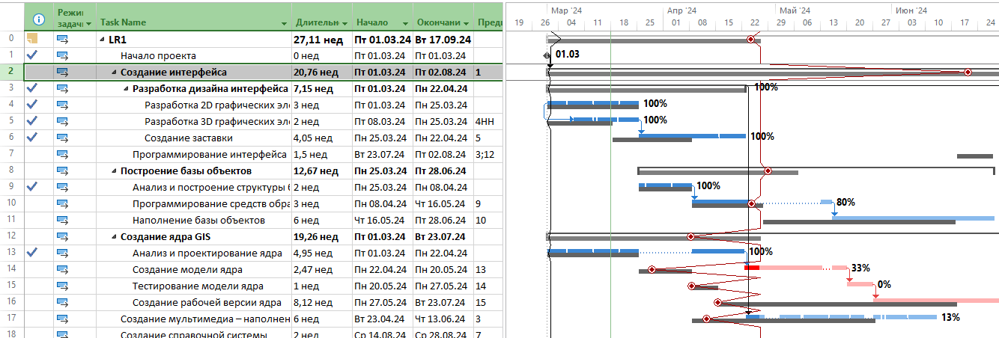 Режим задачи Task Name Длительн Начало Окончани Пред
Мар '24 Апр '24 Май '24 Июн '24
19 26 04 11 18 25 01 08 15 22 29 06 13 20 27 03 10 17 24
0 LR1 27,11 нед Пт 01.03.24 Вт 17.09.24
1 Начало проекта 0 нед Пт 01.03.24 Пт 01.03.24 01.03
2 Создание интерфейса 20,76 нед Пт 01.03.24 Пт 02.08.24 1
3 Разработка дизайна интерфейса 7,15 нед Пт 01.03.24 Пн 22.04.24 100%
4 Разработка 2D графических эле 3 нед Пт 01.03.24 Пн 25.03.24 100%
5 Разработка 3D графических эле 2 нед Пт 08.03.24 Пн 25.03.24 4НН 100%
6 Создание заставки 4,05 нед Пн 25.03.24 Пн 22.04.24 5 100%
7 Программирование интерфейса 1,5 нед Вт 23.07.24 Пт 02.08.24 3;12
8 Построение базы объектов 12,67 нед Пн 25.03.24 Пт 28.06.24
9 Анализ и построение структуры б 2 нед Пн 25.03.24 Пн 08.04.24 100%
10 Программирование средств обра 3 нед Пн 08.04.24 Чт 16.05.24 9 80%
11 Наполнение базы объектов 6 нед Чт 16.05.24 Пт 28.06.24 10
12 Создание ядра GIS 19,26 нед Пт 01.03.24 Вт 23.07.24
13 Анализ и проектирование ядра 4,95 нед Пт 01.03.24 Пн 22.04.24 100%
14 Создание модели ядра 2,47 нед Пн 22.04.24 Пн 20.05.24 13 33%
15 Тестирование модели ядра 1 нед Пн 20.05.24 Пн 27.05.24 14 0%
16 Создание рабочей версии ядра 8,12 нед Пн 27.05.24 Вт 23.07.24 15
17 Создание мультимедиа – наполнен 6 нед Вт 23.04.24 Чт 13.06.24 3 13%
18 Создание справочной системы 2 нед Ср 14.08.24 Ср 28.08.24 7